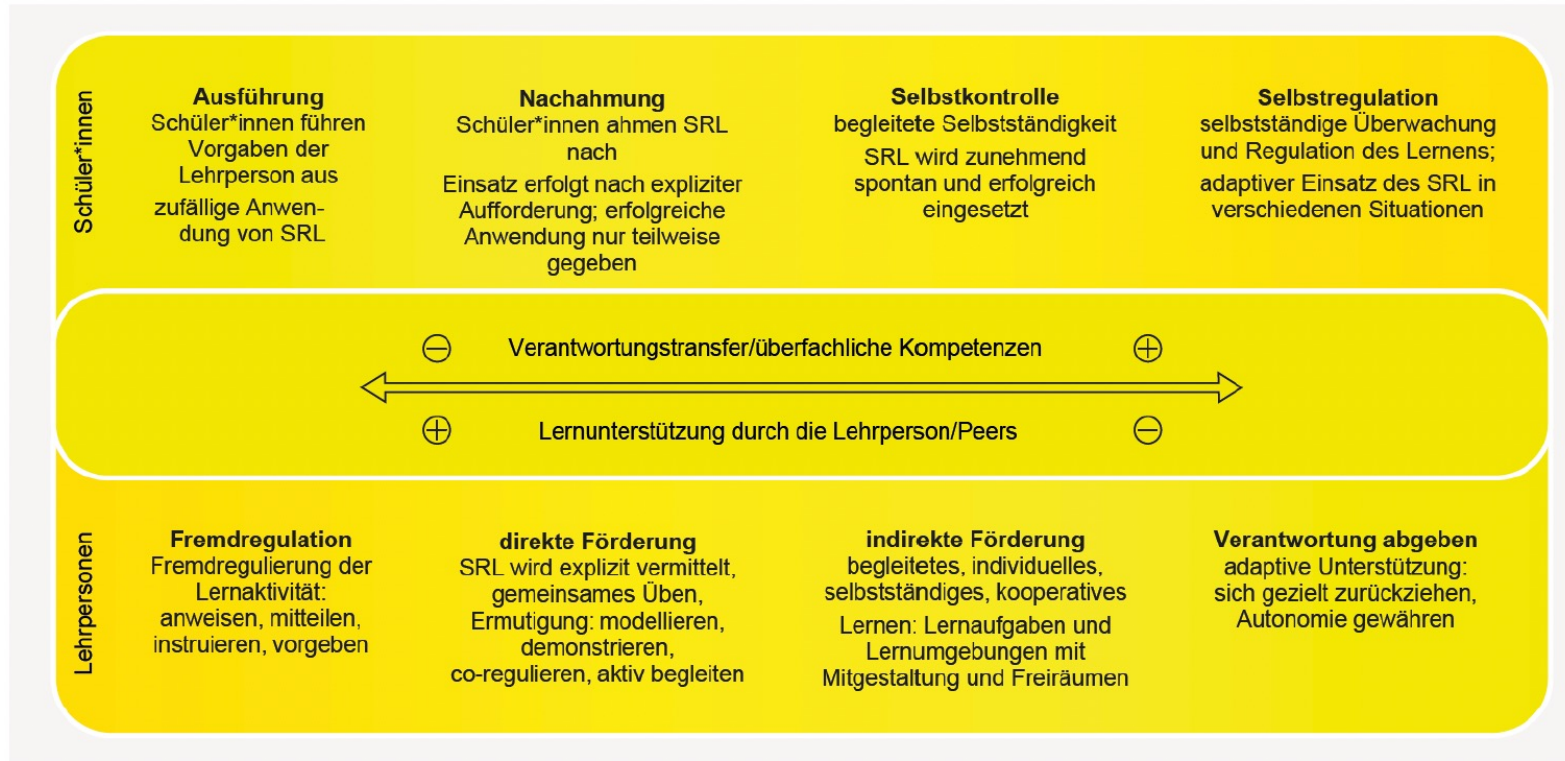 Schüler*innen
Ausführung
Schüler*innen führen
Vorgaben der
Lehrperson aus
zufällige Anwen-
dung von SRL
Nachahmung
Schüler*innen ahmen SRL
nach
Einsatz erfolgt nach expliziter
Aufforderung; erfolgreiche
Anwendung nur teilweise
gegeben
Selbstkontrolle
begleitete Selbstständigkeit
SRL wird zunehmend
spontan und erfolgreich
eingesetzt
Selbstregulation
selbstständige Überwachung
und Regulation des Lernens;
adaptiver Einsatz des SRL in
verschiedenen Situationen
⊖ Verantwortungstransfer/überfachliche Kompetenzen ⊕
⊕ Lernunterstützung durch die Lehrperson/Peers ⊖
Lehrpersonen
Fremdregulation
Fremdregulierung der
Lernaktivität:
anweisen, mitteilen,
instruieren, vorgeben
direkte Förderung
SRL wird explizit vermittelt,
gemeinsames Üben,
Ermutigung: modellieren,
demonstrieren,
co-regulieren, aktiv begleiten
indirekte Förderung
begleitetes, individuelles,
selbstständiges, kooperatives
Lernen: Lernaufgaben und
Lernumgebungen mit
Mitgestaltung und Freiräumen
Verantwortung abgeben
adaptive Unterstützung:
sich gezielt zurückziehen,
Autonomie gewähren